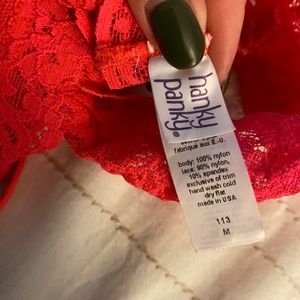 hanky
panky®
fabriqué aux É.-U.
body: 100% nylon
lace: 90% nylon,
10% spandex
exclusive of trim
hand wash cold
dry flat
made in USA
113
M